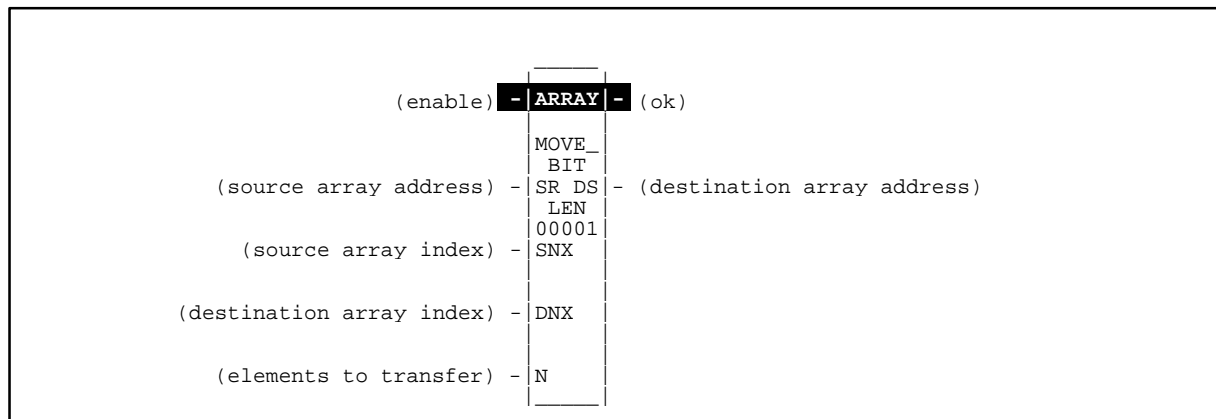 (enable) -|ARRAY|- (ok)
MOVE_
BIT
(source array address) -|SR DS|- (destination array address)
LEN
00001
(source array index) -|SNX
(destination array index) -|DNX
(elements to transfer) -|N